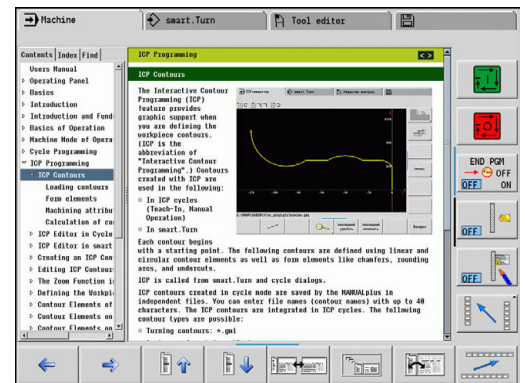 Machine
smart.Turn
Tool editor
Contents Index Find
Users Manual
Operating Panel
Basics
Introduction
Introduction and Fund
Basics of Operation
Machine Mode of Opera
Cycle Programming
ICP Programming
ICP Contours
Loading contours
Form elements
Machining attribu
Calculation of co
ICP Editor in Cycle
ICP Editor in smart
Creating an ICP Con
Editing ICP Contour
The Zoom Function i
Defining the Workpi
Contour Elements of
Contour Elements on
Contour Elements on
ICP Programming
ICP Contours
The Interactive Contour
Programming (ICP)
feature provides
graphic support when
you are defining the
workpiece contours.
(ICP is the
abbreviation of
"Interactive Contour
Programming".) Contours
created with ICP are
used in the following:
In ICP cycles
(Teach-In, Manual
Operation)
In smart.Turn
Each contour begins
with a starting point. The following contours are defined using linear and
circular contour elements as well as form elements like chamfers, rounding
arcs, and undercuts.
ICP is called from smart.Turn and cycle dialogs.
ICP contours created in cycle mode are saved by the MANUALplus in
independent files. You can enter file names (contour names) with up to 40
characters. The ICP contours are integrated in ICP cycles. The following
contour types are possible:
Turning contours: *.gmi
END PGM
OFF
OFF ON
OFF
OFF